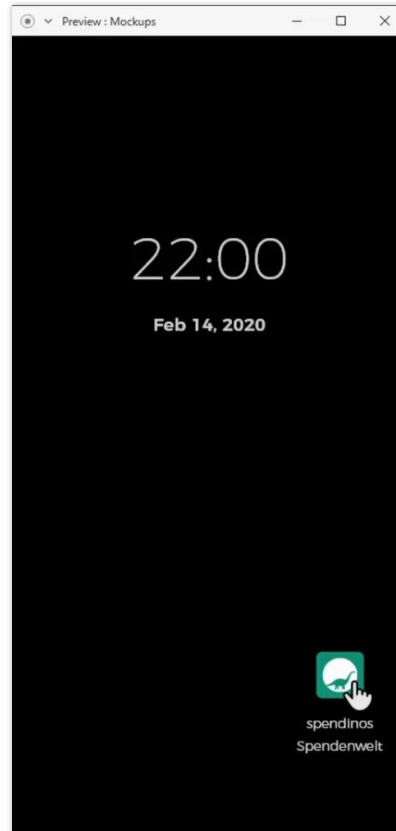 Preview : Mockups
22:00
Feb 14, 2020
spendinos
Spendenwelt